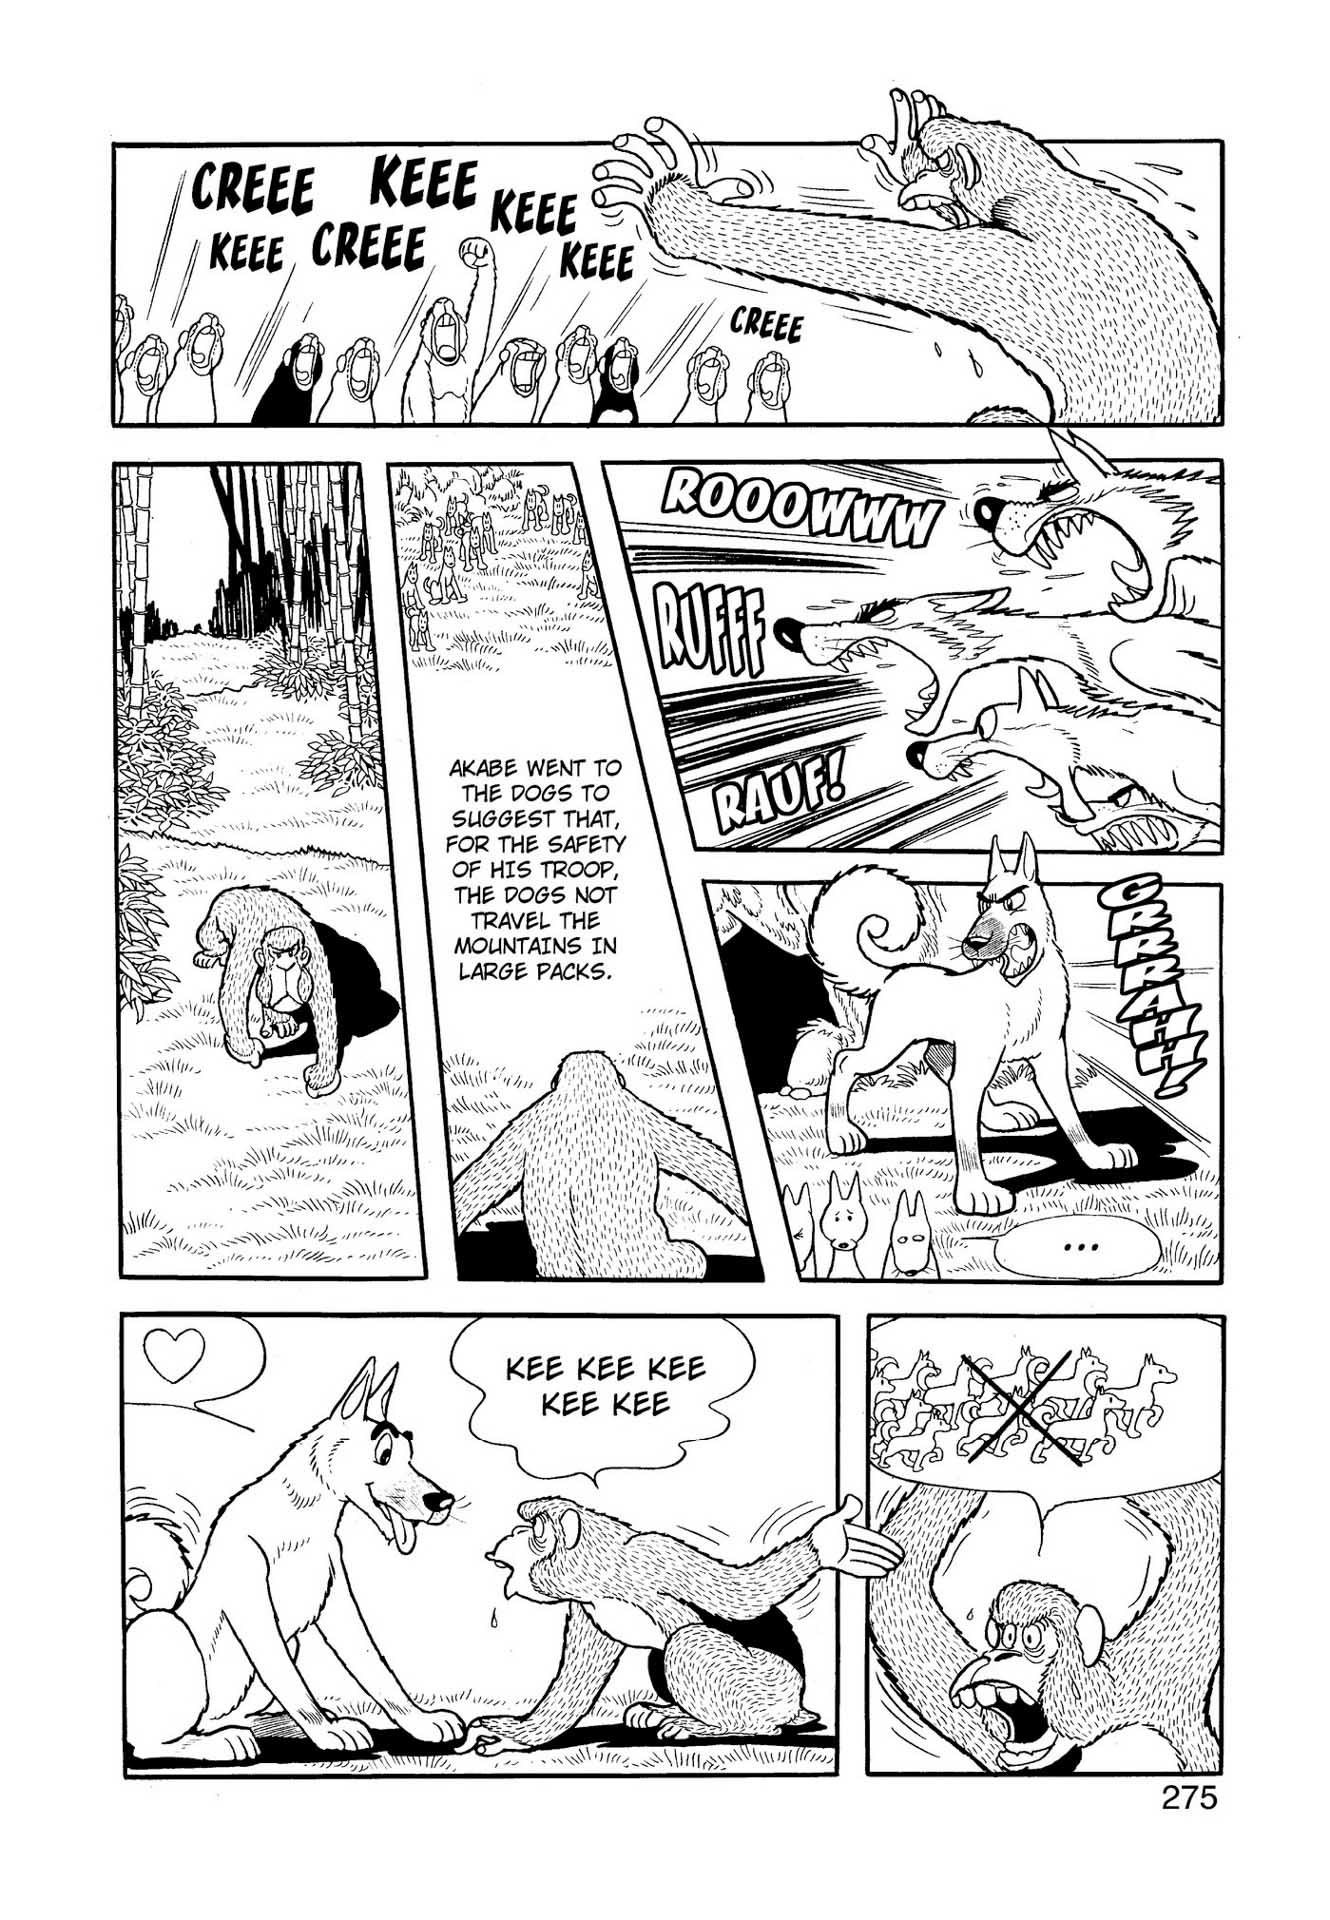 CREEE
KEEE
KEEE
KEEE
CREEE
KEEE
CREEE
AKABE WENT TO
THE DOGS TO
SUGGEST THAT,
FOR THE SAFETY
OF HIS TROOP,
THE DOGS NOT
TRAVEL THE
MOUNTAINS IN
LARGE PACKS.
ROOOWWW
RUFFF
RAUF!
GRRRAHH!
...
KEE KEE KEE
KEE KEE
275